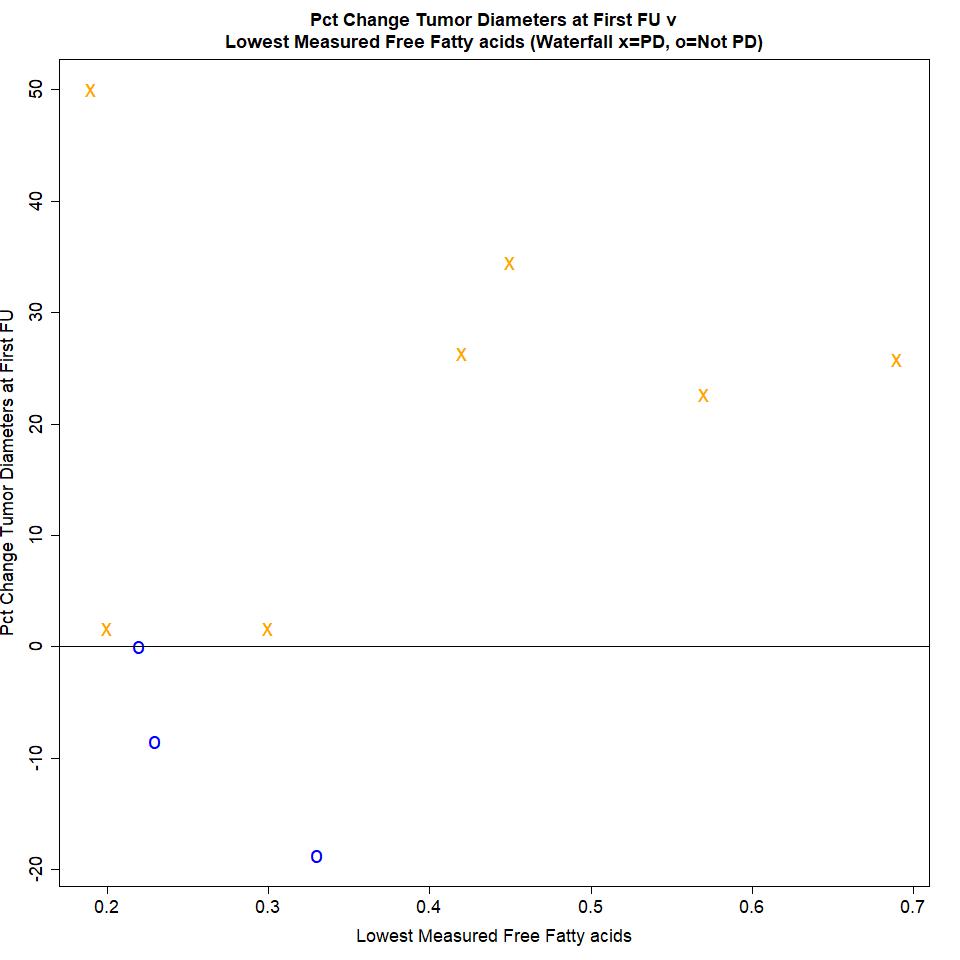 Pct Change Tumor Diameters at First FU v
Lowest Measured Free Fatty acids (Waterfall x=PD, o=Not PD)
Pct Change Tumor Diameters at First FU
50
40
30
20
10
0
-10
-20
X
X
X
X
X
X
X
O
O
O
0.2
0.3
0.4
0.5
0.6
0.7
Lowest Measured Free Fatty acids